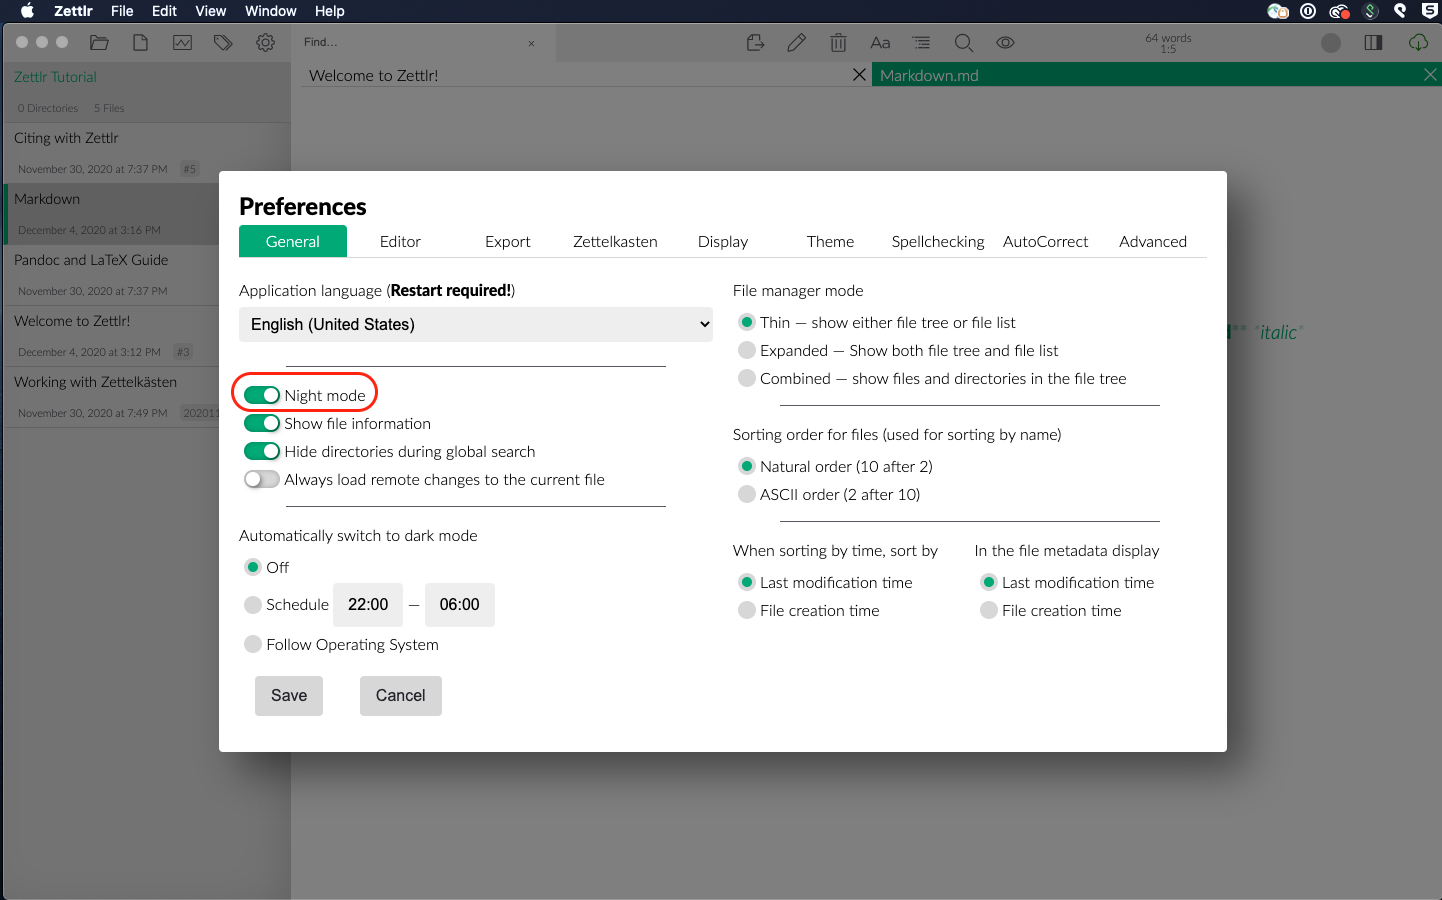 Zettlr File Edit View Window Help
Find... ×
Aa
64 words
1:5
Zettlr Tutorial
0 Directories 5 Files
Welcome to Zettlr!
Markdown.md
Citing with Zettlr
November 30, 2020 at 7:37 PM #5
Markdown
December 4, 2020 at 3:16 PM
Pandoc and LaTeX Guide
November 30, 2020 at 7:37 PM
Welcome to Zettlr!
December 4, 2020 at 3:12 PM #3
Working with Zettelkästen
November 30, 2020 at 7:49 PM 202011
** *italic*
Preferences
General Editor Export Zettelkasten Display Theme Spellchecking AutoCorrect Advanced
Application language (Restart required!)
English (United States)
Night mode
Show file information
Hide directories during global search
Always load remote changes to the current file
Automatically switch to dark mode
Off
Schedule 22:00 — 06:00
Follow Operating System
Save Cancel
File manager mode
Thin — show either file tree or file list
Expanded — Show both file tree and file list
Combined — show files and directories in the file tree
Sorting order for files (used for sorting by name)
Natural order (10 after 2)
ASCII order (2 after 10)
When sorting by time, sort by
Last modification time
File creation time
In the file metadata display
Last modification time
File creation time